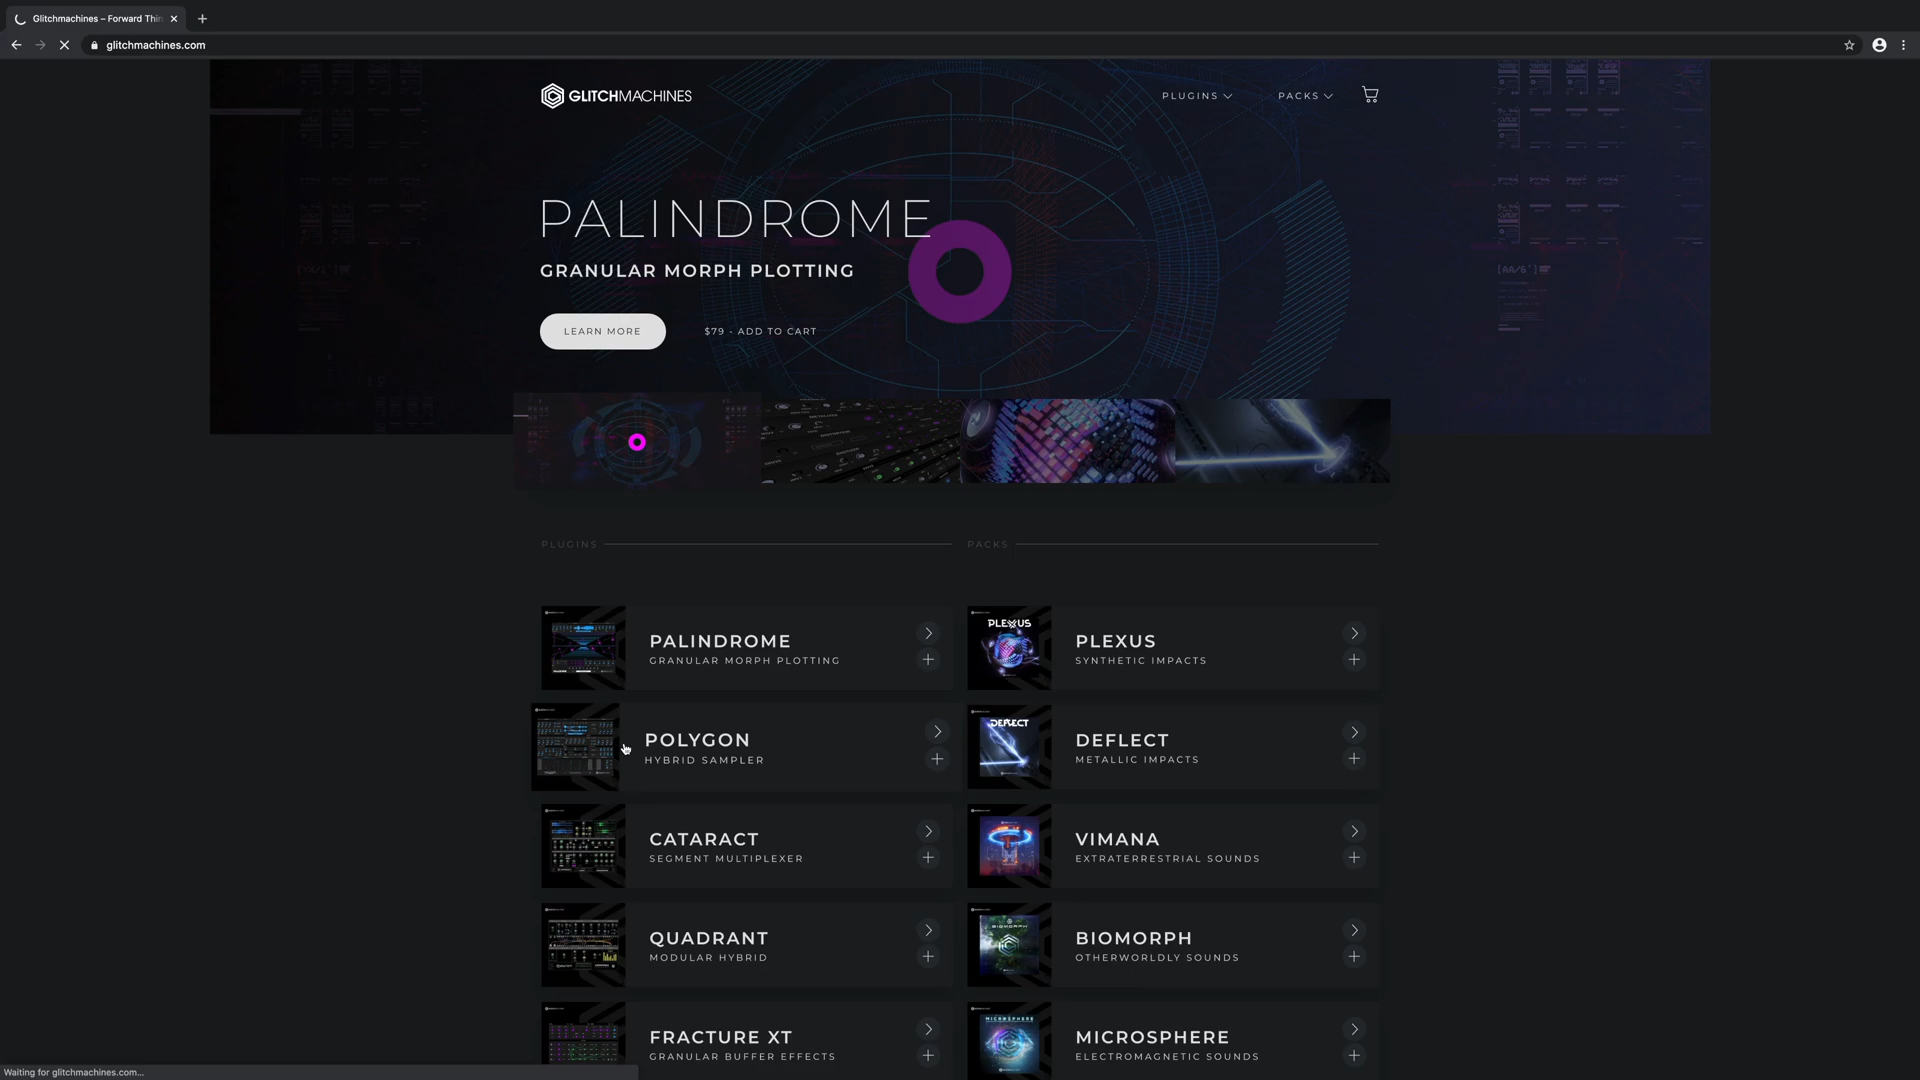 Glitchmachines – Forward Thin
glitchmachines.com
GLITCHMACHINES
PLUGINS
PACKS
PALINDROME
GRANULAR MORPH PLOTTING
LEARN MORE
$79 - ADD TO CART
PLUGINS
PACKS
PALINDROME
GRANULAR MORPH PLOTTING
PLEXUS
PLEXUS
SYNTHETIC IMPACTS
POLYGON
HYBRID SAMPLER
DEFLECT
DEFLECT
METALLIC IMPACTS
CATARACT
SEGMENT MULTIPLEXER
VIMANA
EXTRATERRESTRIAL SOUNDS
QUADRANT
MODULAR HYBRID
BIOMORPH
BIOMORPH
OTHERWORLDLY SOUNDS
FRACTURE XT
GRANULAR BUFFER EFFECTS
MICROSPHERE
MICROSPHERE
ELECTROMAGNETIC SOUNDS
Waiting for glitchmachines.com...